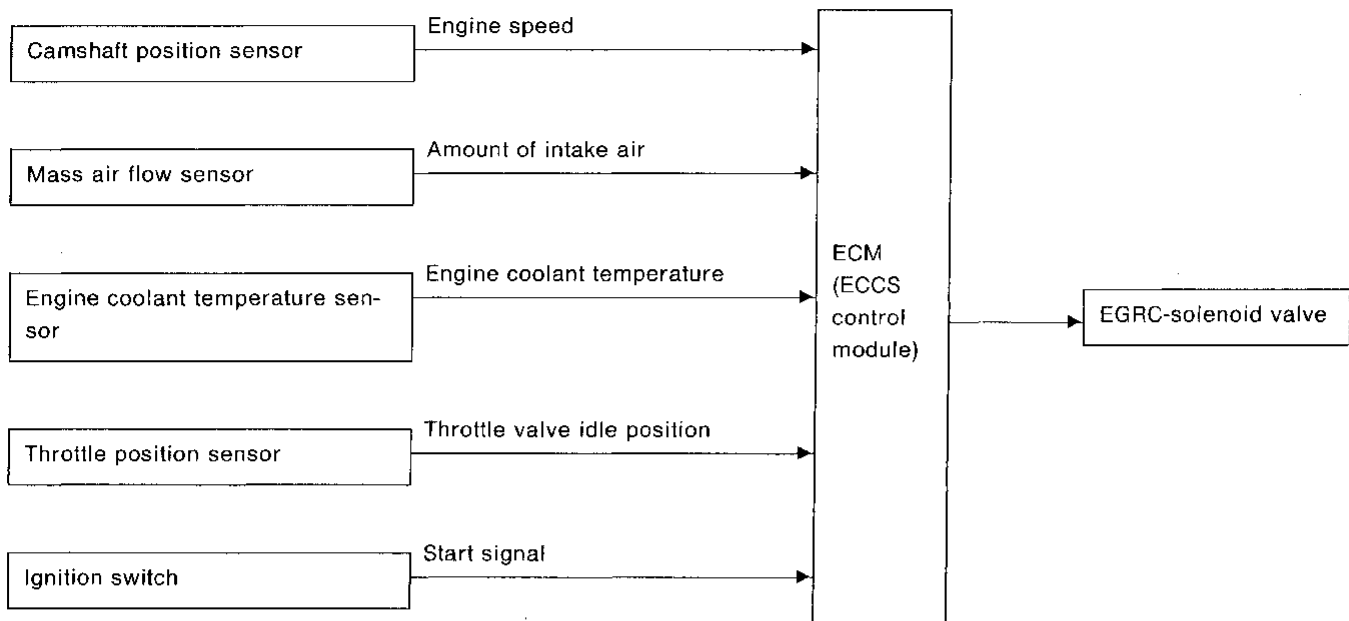 Camshaft position sensor
Engine speed
Mass air flow sensor
Amount of intake air
Engine coolant temperature sen-
sor
Engine coolant temperature
Throttle position sensor
Throttle valve idle position
Ignition switch
Start signal
ECM
(ECCS
control
module)
EGRC-solenoid valve